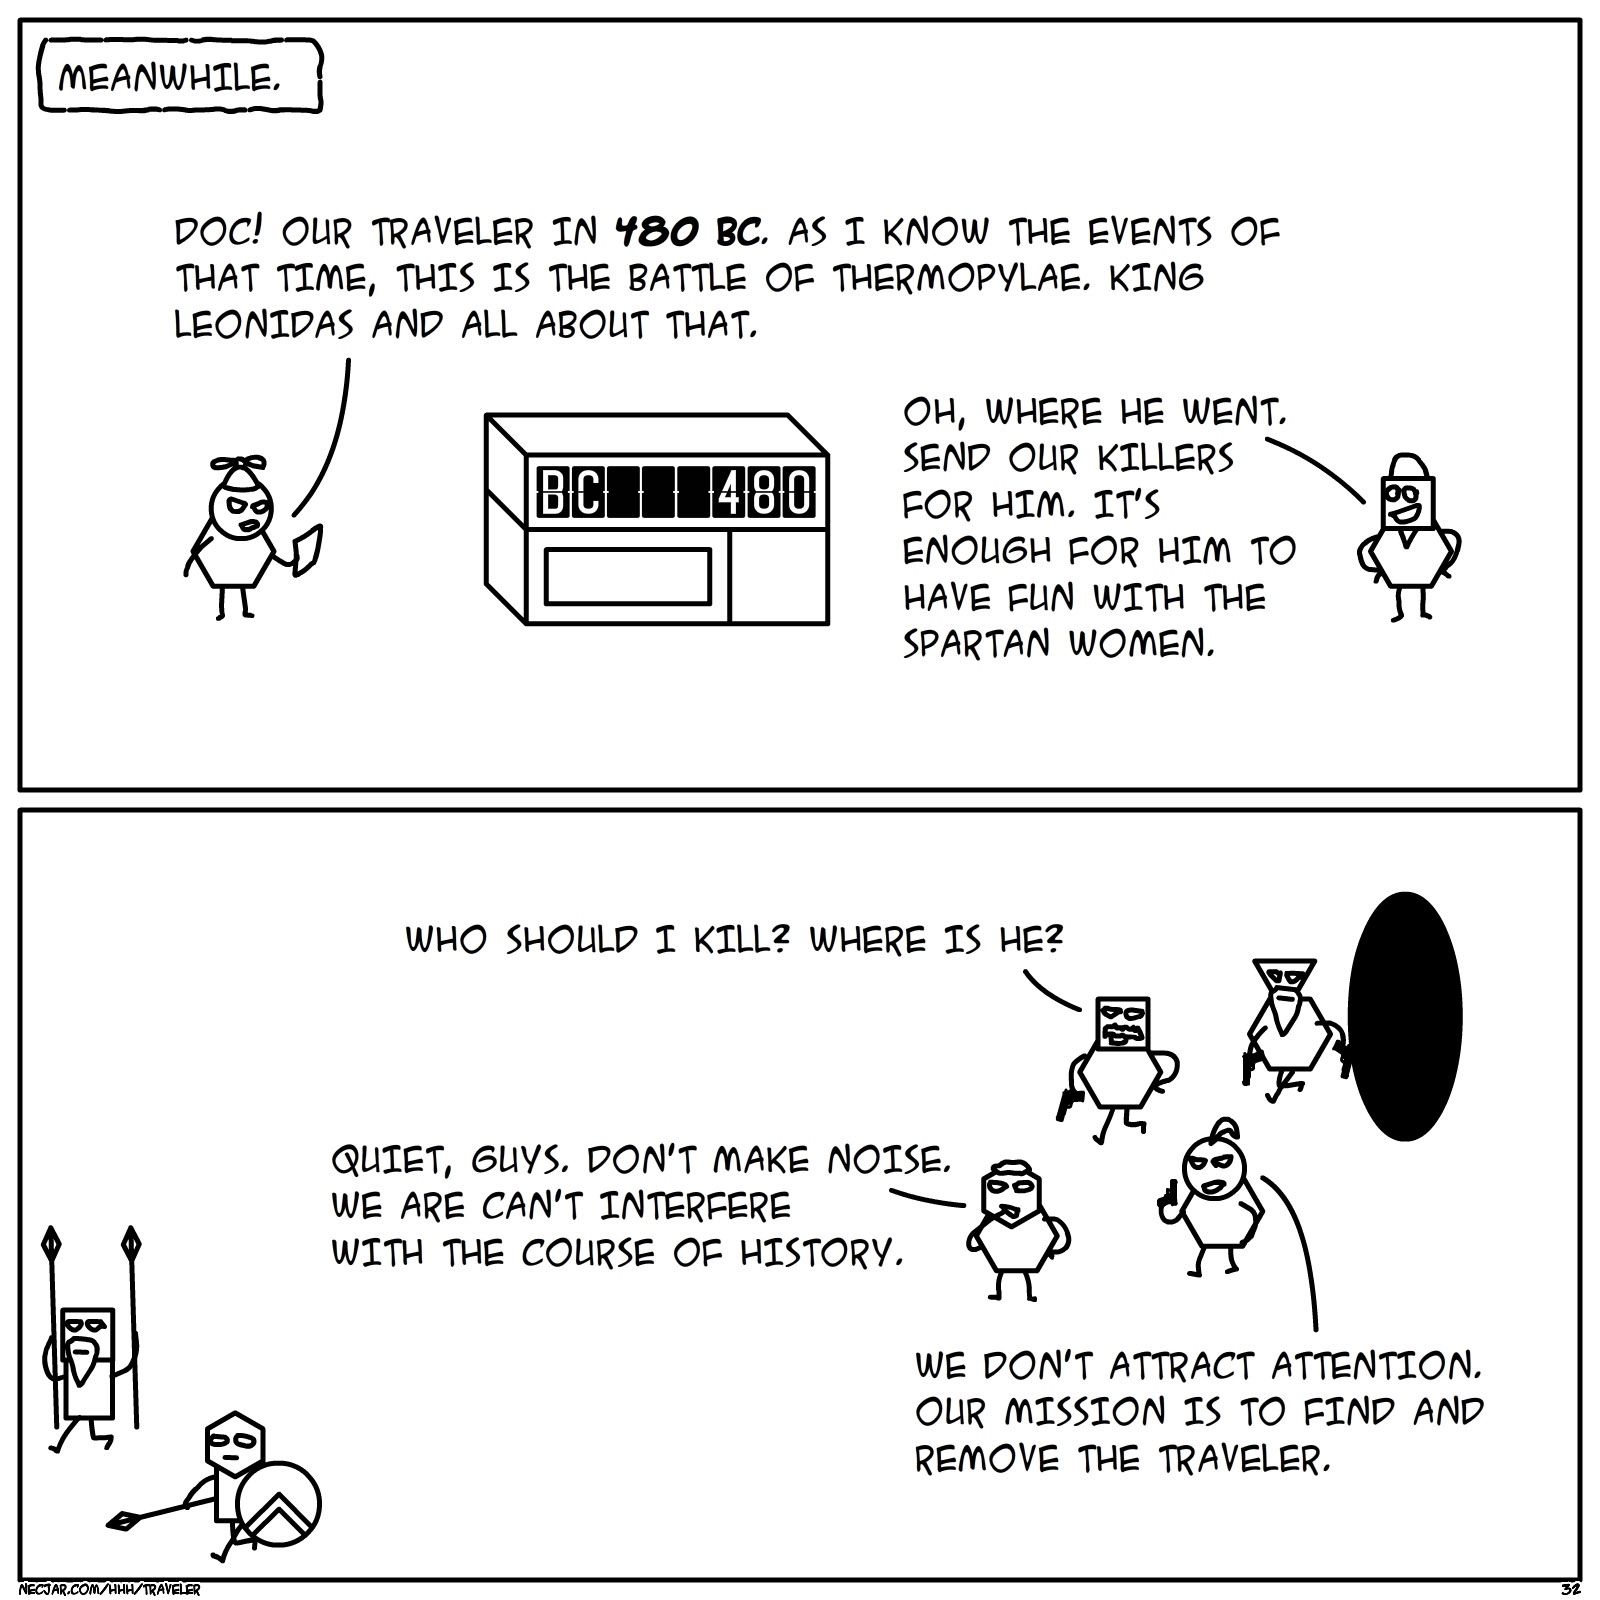 MEANWHILE.
DOC! OUR TRAVELER IN 480 BC. AS I KNOW THE EVENTS OF
THAT TIME, THIS IS THE BATTLE OF THERMOPYLAE. KING
LEONIDAS AND ALL ABOUT THAT.
BC 480
OH, WHERE HE WENT.
SEND OUR KILLERS
FOR HIM. IT'S
ENOUGH FOR HIM TO
HAVE FUN WITH THE
SPARTAN WOMEN.
WHO SHOULD I KILL? WHERE IS HE?
QUIET, GUYS. DON'T MAKE NOISE.
WE ARE CAN'T INTERFERE
WITH THE COURSE OF HISTORY.
WE DON'T ATTRACT ATTENTION.
OUR MISSION IS TO FIND AND
REMOVE THE TRAVELER.
NECJAR.COM/HHH/TRAVELER
32